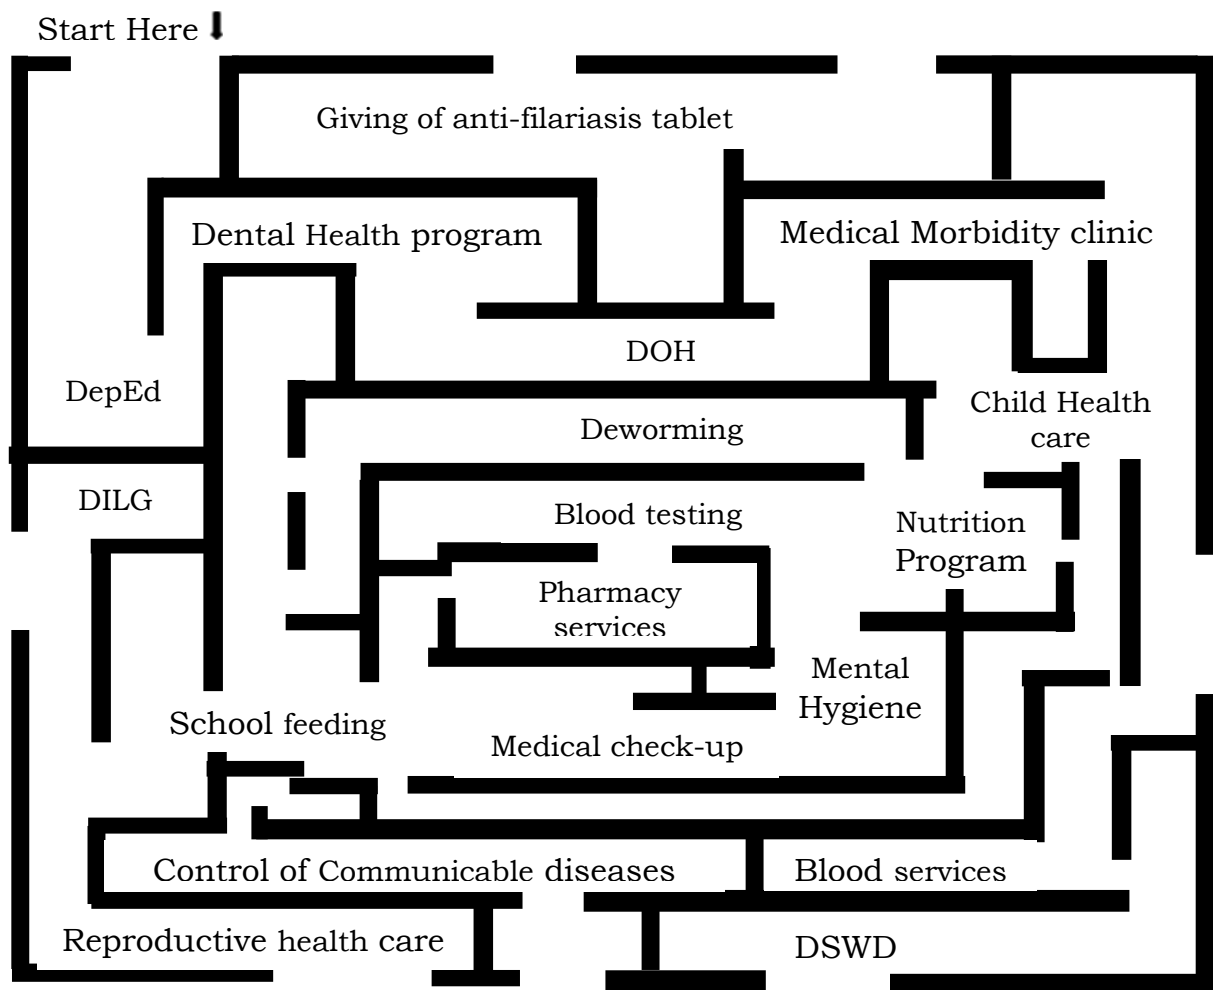 Start Here
Giving of anti-filariasis tablet
Dental Health program
Medical Morbidity clinic
DOH
DepEd
Child Health
care
Deworming
DILG
Blood testing
Nutrition
Program
Pharmacy
services
Mental
Hygiene
School feeding
Medical check-up
Control of Communicable diseases
Blood services
Reproductive health care
DSWD